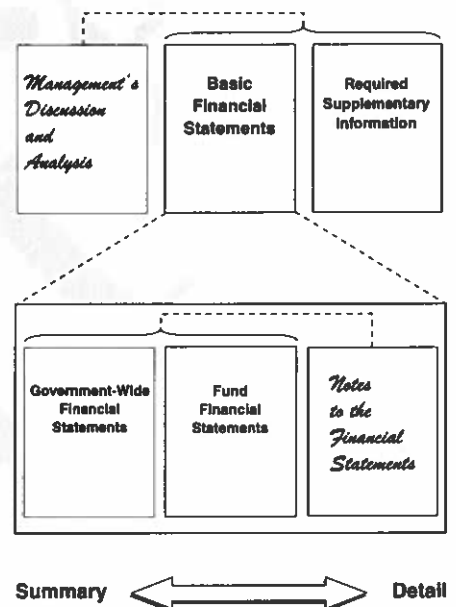 Management's
Discussion
and
Analysis
Basic
Financial
Statements
Required
Supplementary
Information
Government-Wide
Financial
Statements
Fund
Financial
Statements
Notes
to the
Financial
Statements
Summary
Detail